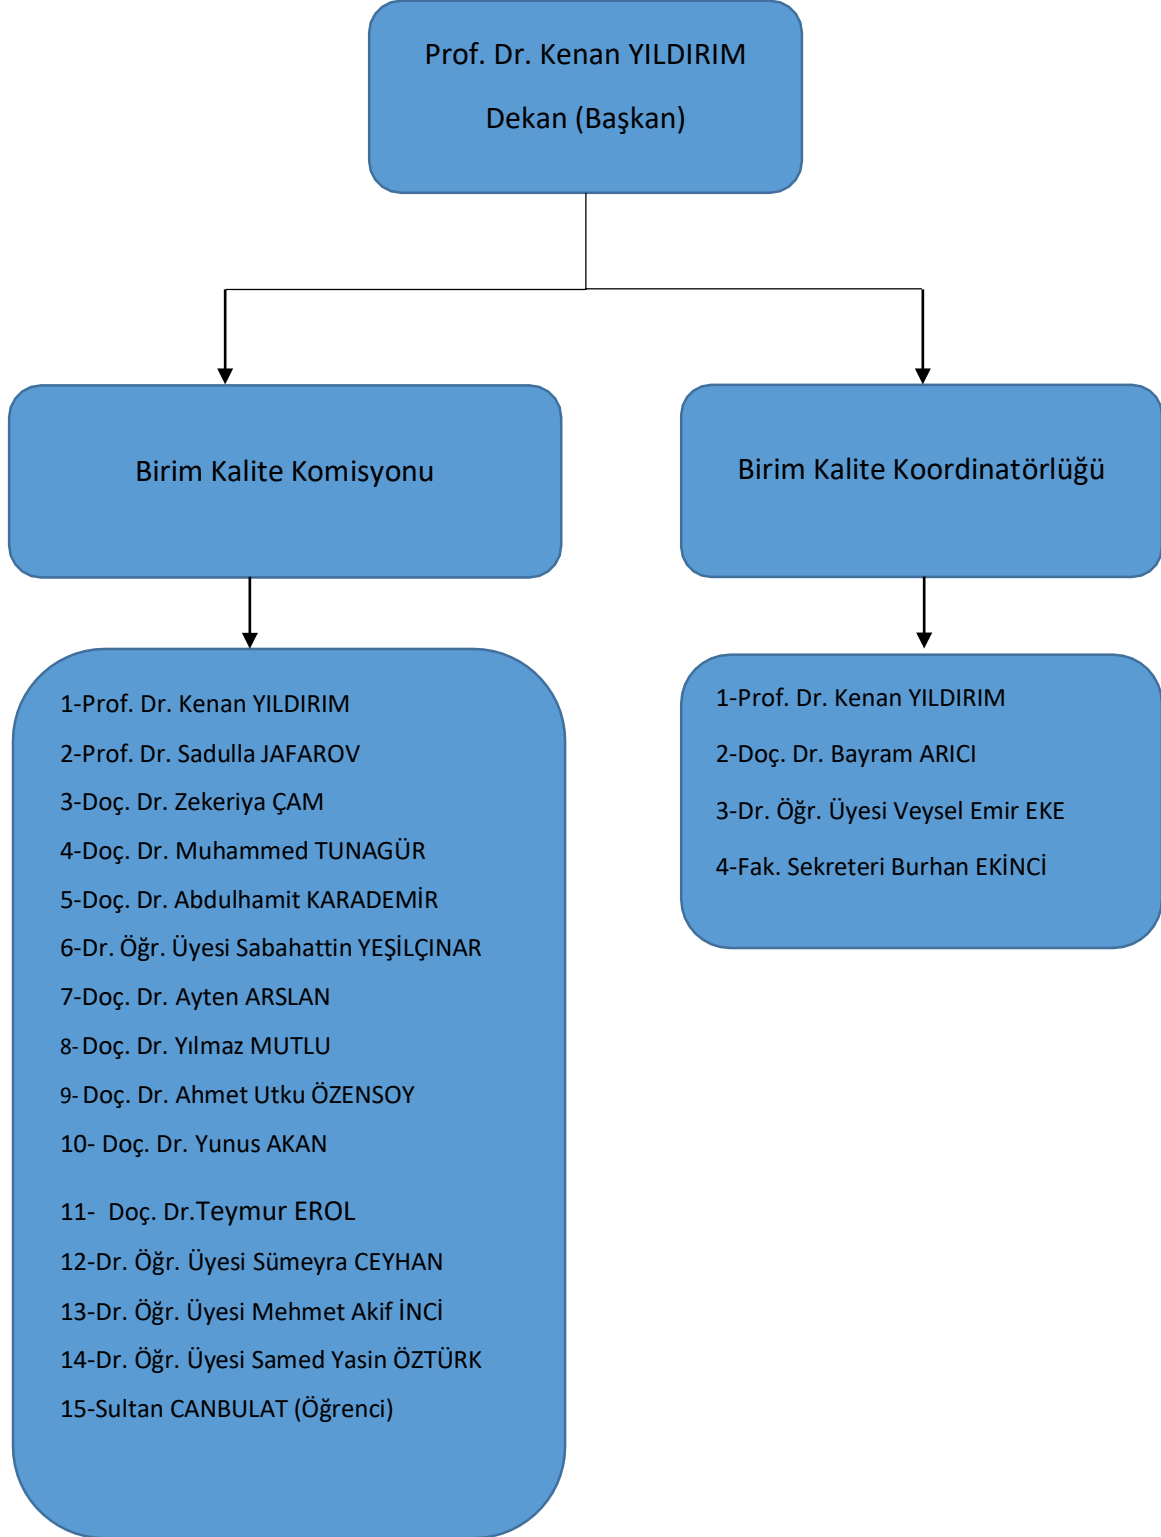 Prof. Dr. Kenan YILDIRIM
Dekan (Başkan)
Birim Kalite Komisyonu
Birim Kalite Koordinatörlüğü
1-Prof. Dr. Kenan YILDIRIM
2-Prof. Dr. Sadulla JAFAROV
3-Doç. Dr. Zekeriya ÇAM
4-Doç. Dr. Muhammed TUNAGÜR
5-Doç. Dr. Abdulhamit KARADEMİR
6-Dr. Öğr. Üyesi Sabahattin YEŞİLÇINAR
7-Doç. Dr. Ayten ARSLAN
8- Doç. Dr. Yılmaz MUTLU
9- Doç. Dr. Ahmet Utku ÖZENSOY
10- Doç. Dr. Yunus AKAN
11- Doç. Dr.Teymur EROL
12-Dr. Öğr. Üyesi Sümeyra CEYHAN
13-Dr. Öğr. Üyesi Mehmet Akif İNCİ
14-Dr. Öğr. Üyesi Samed Yasin ÖZTÜRK
15-Sultan CANBULAT (Öğrenci)
1-Prof. Dr. Kenan YILDIRIM
2-Doç. Dr. Bayram ARICI
3-Dr. Öğr. Üyesi Veysel Emir EKE
4-Fak. Sekreteri Burhan EKİNCİ